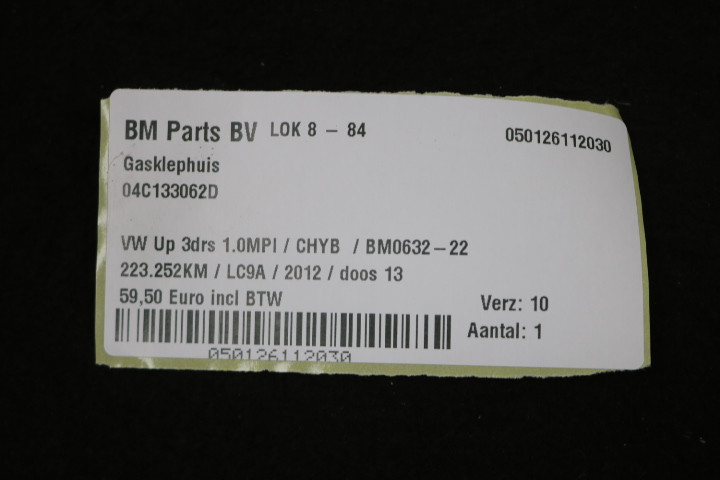 BM Parts BV LOK 8 - 84
050126112030
Gasklephuis
04C133062D
VW Up 3drs 1.0MPI / CHYB / BM0632-22
223.252KM / LC9A / 2012 / doos 13
59,50 Euro incl BTW
Verz: 10
Aantal: 1
050126112030